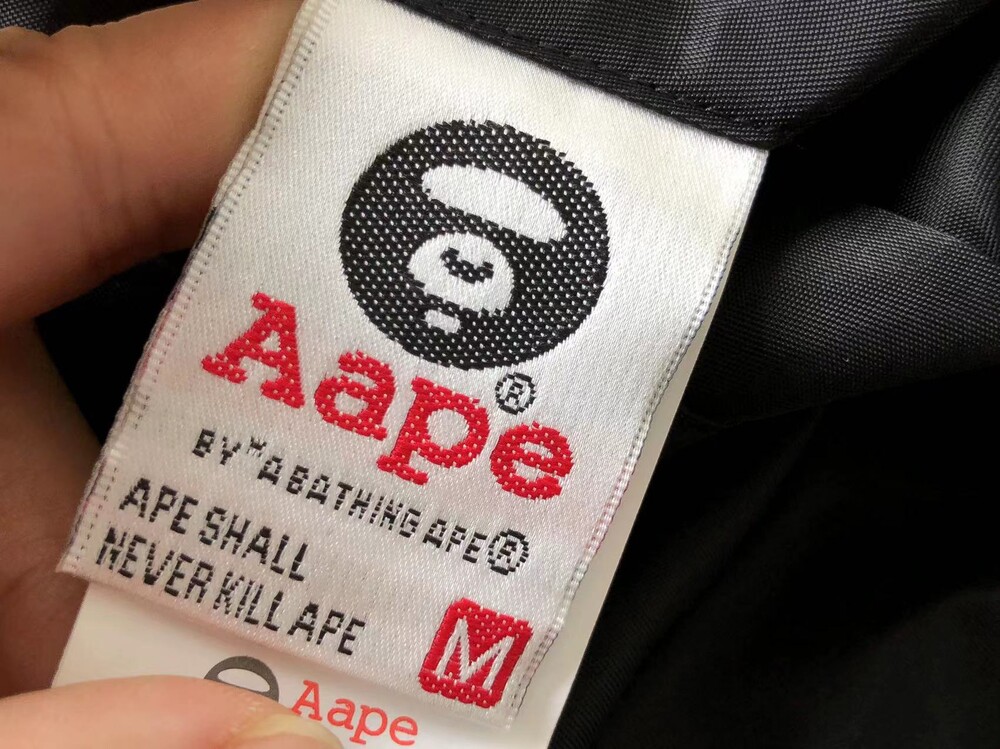 Aape®
BY *A BATHING APE®
APE SHALL
NEVER KILL APE
M
Aape